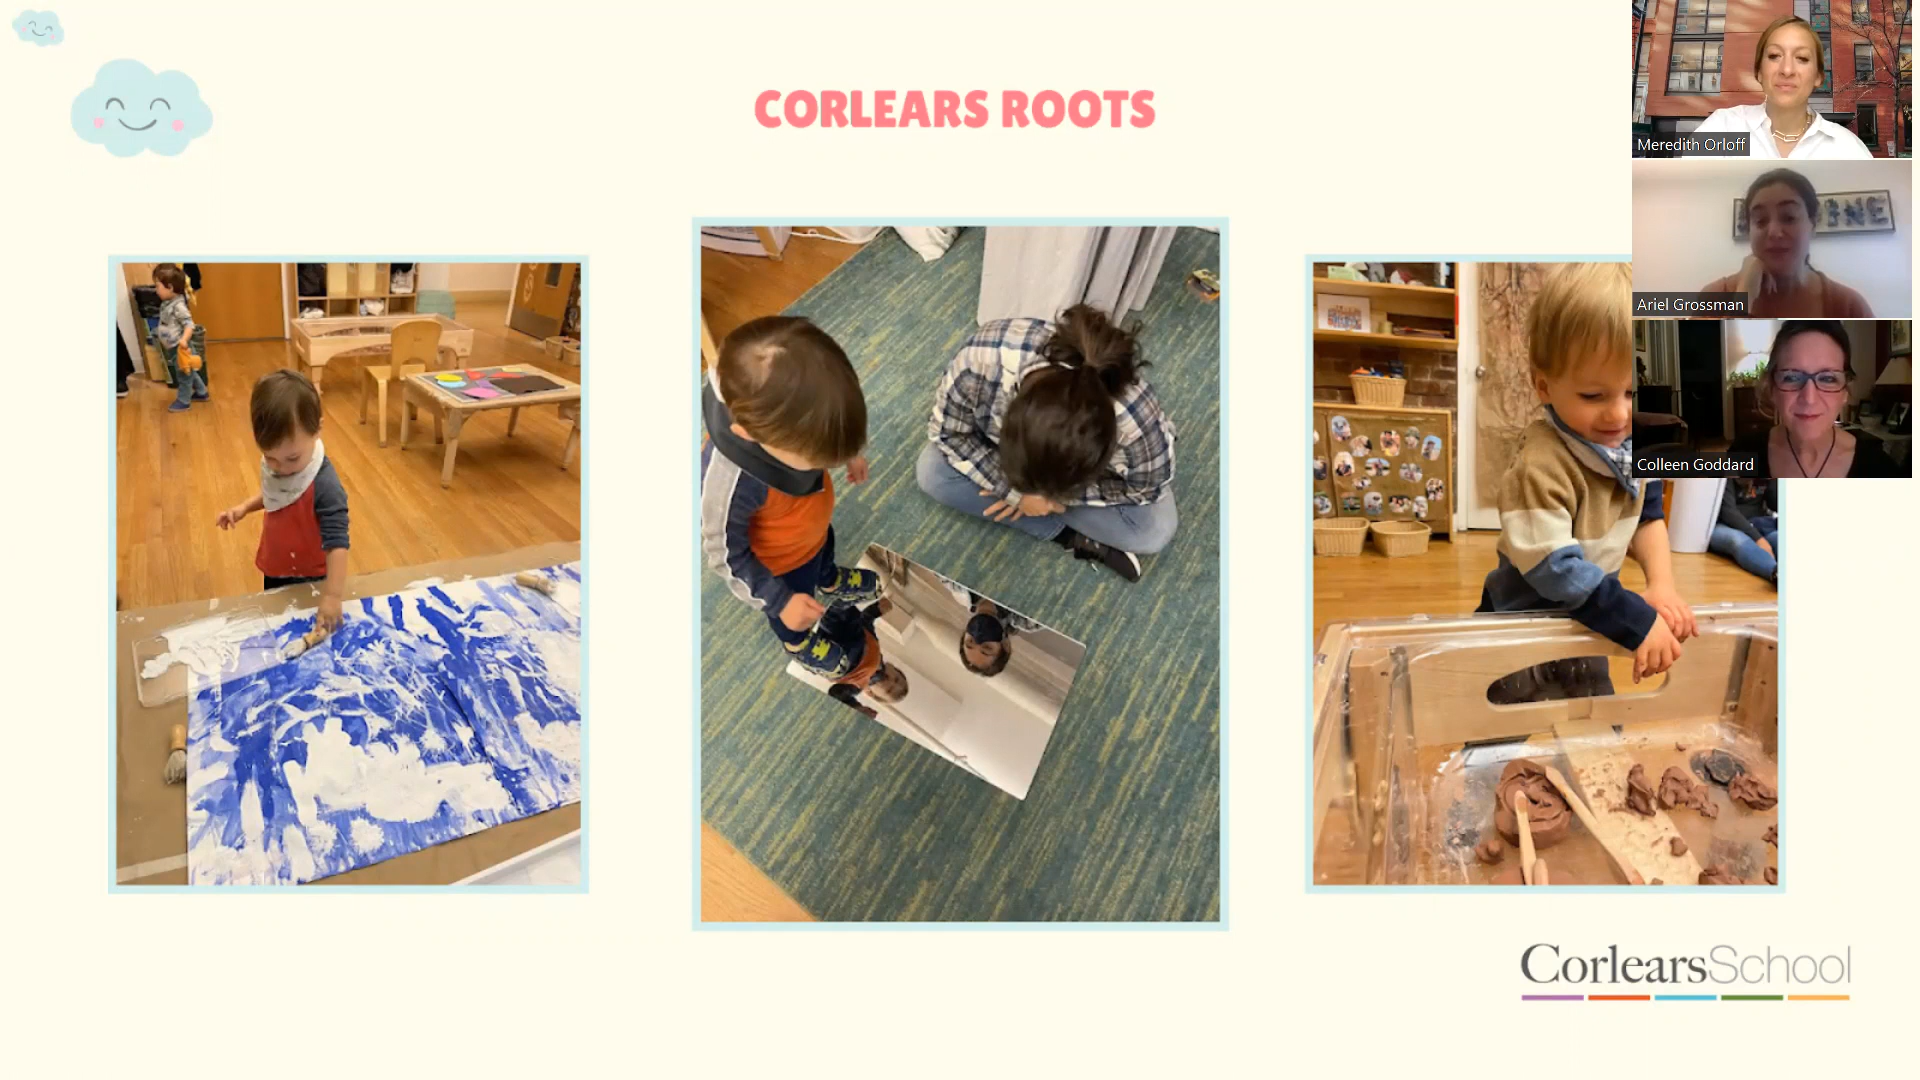 CORLEARS ROOTS
Meredith Orloff
Ariel Grossman
Colleen Goddard
CorlearsSchool